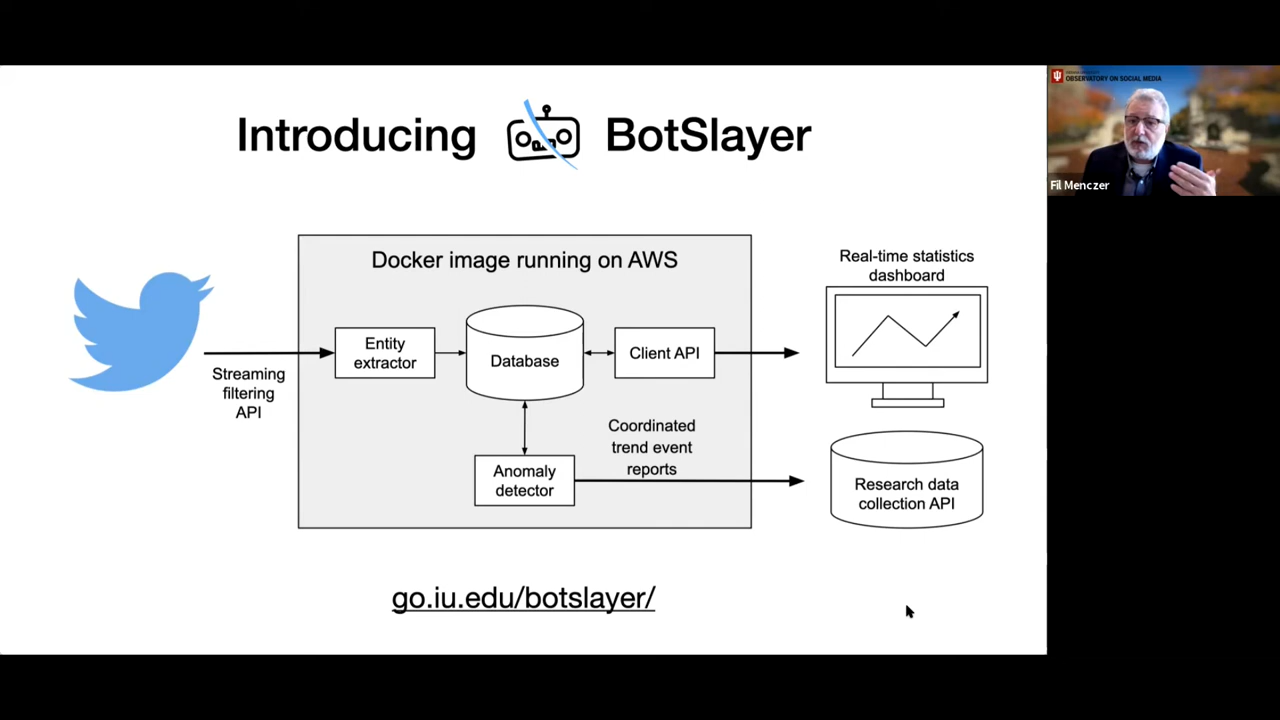 Introducing BotSlayer
OBSERVATORY ON SOCIAL MEDIA
Fil Menczer
Docker image running on AWS
Real-time statistics
dashboard
Entity
extractor
Database
Client API
Streaming
filtering
API
Coordinated
trend event
reports
Anomaly
detector
Research data
collection API
go.iu.edu/botslayer/